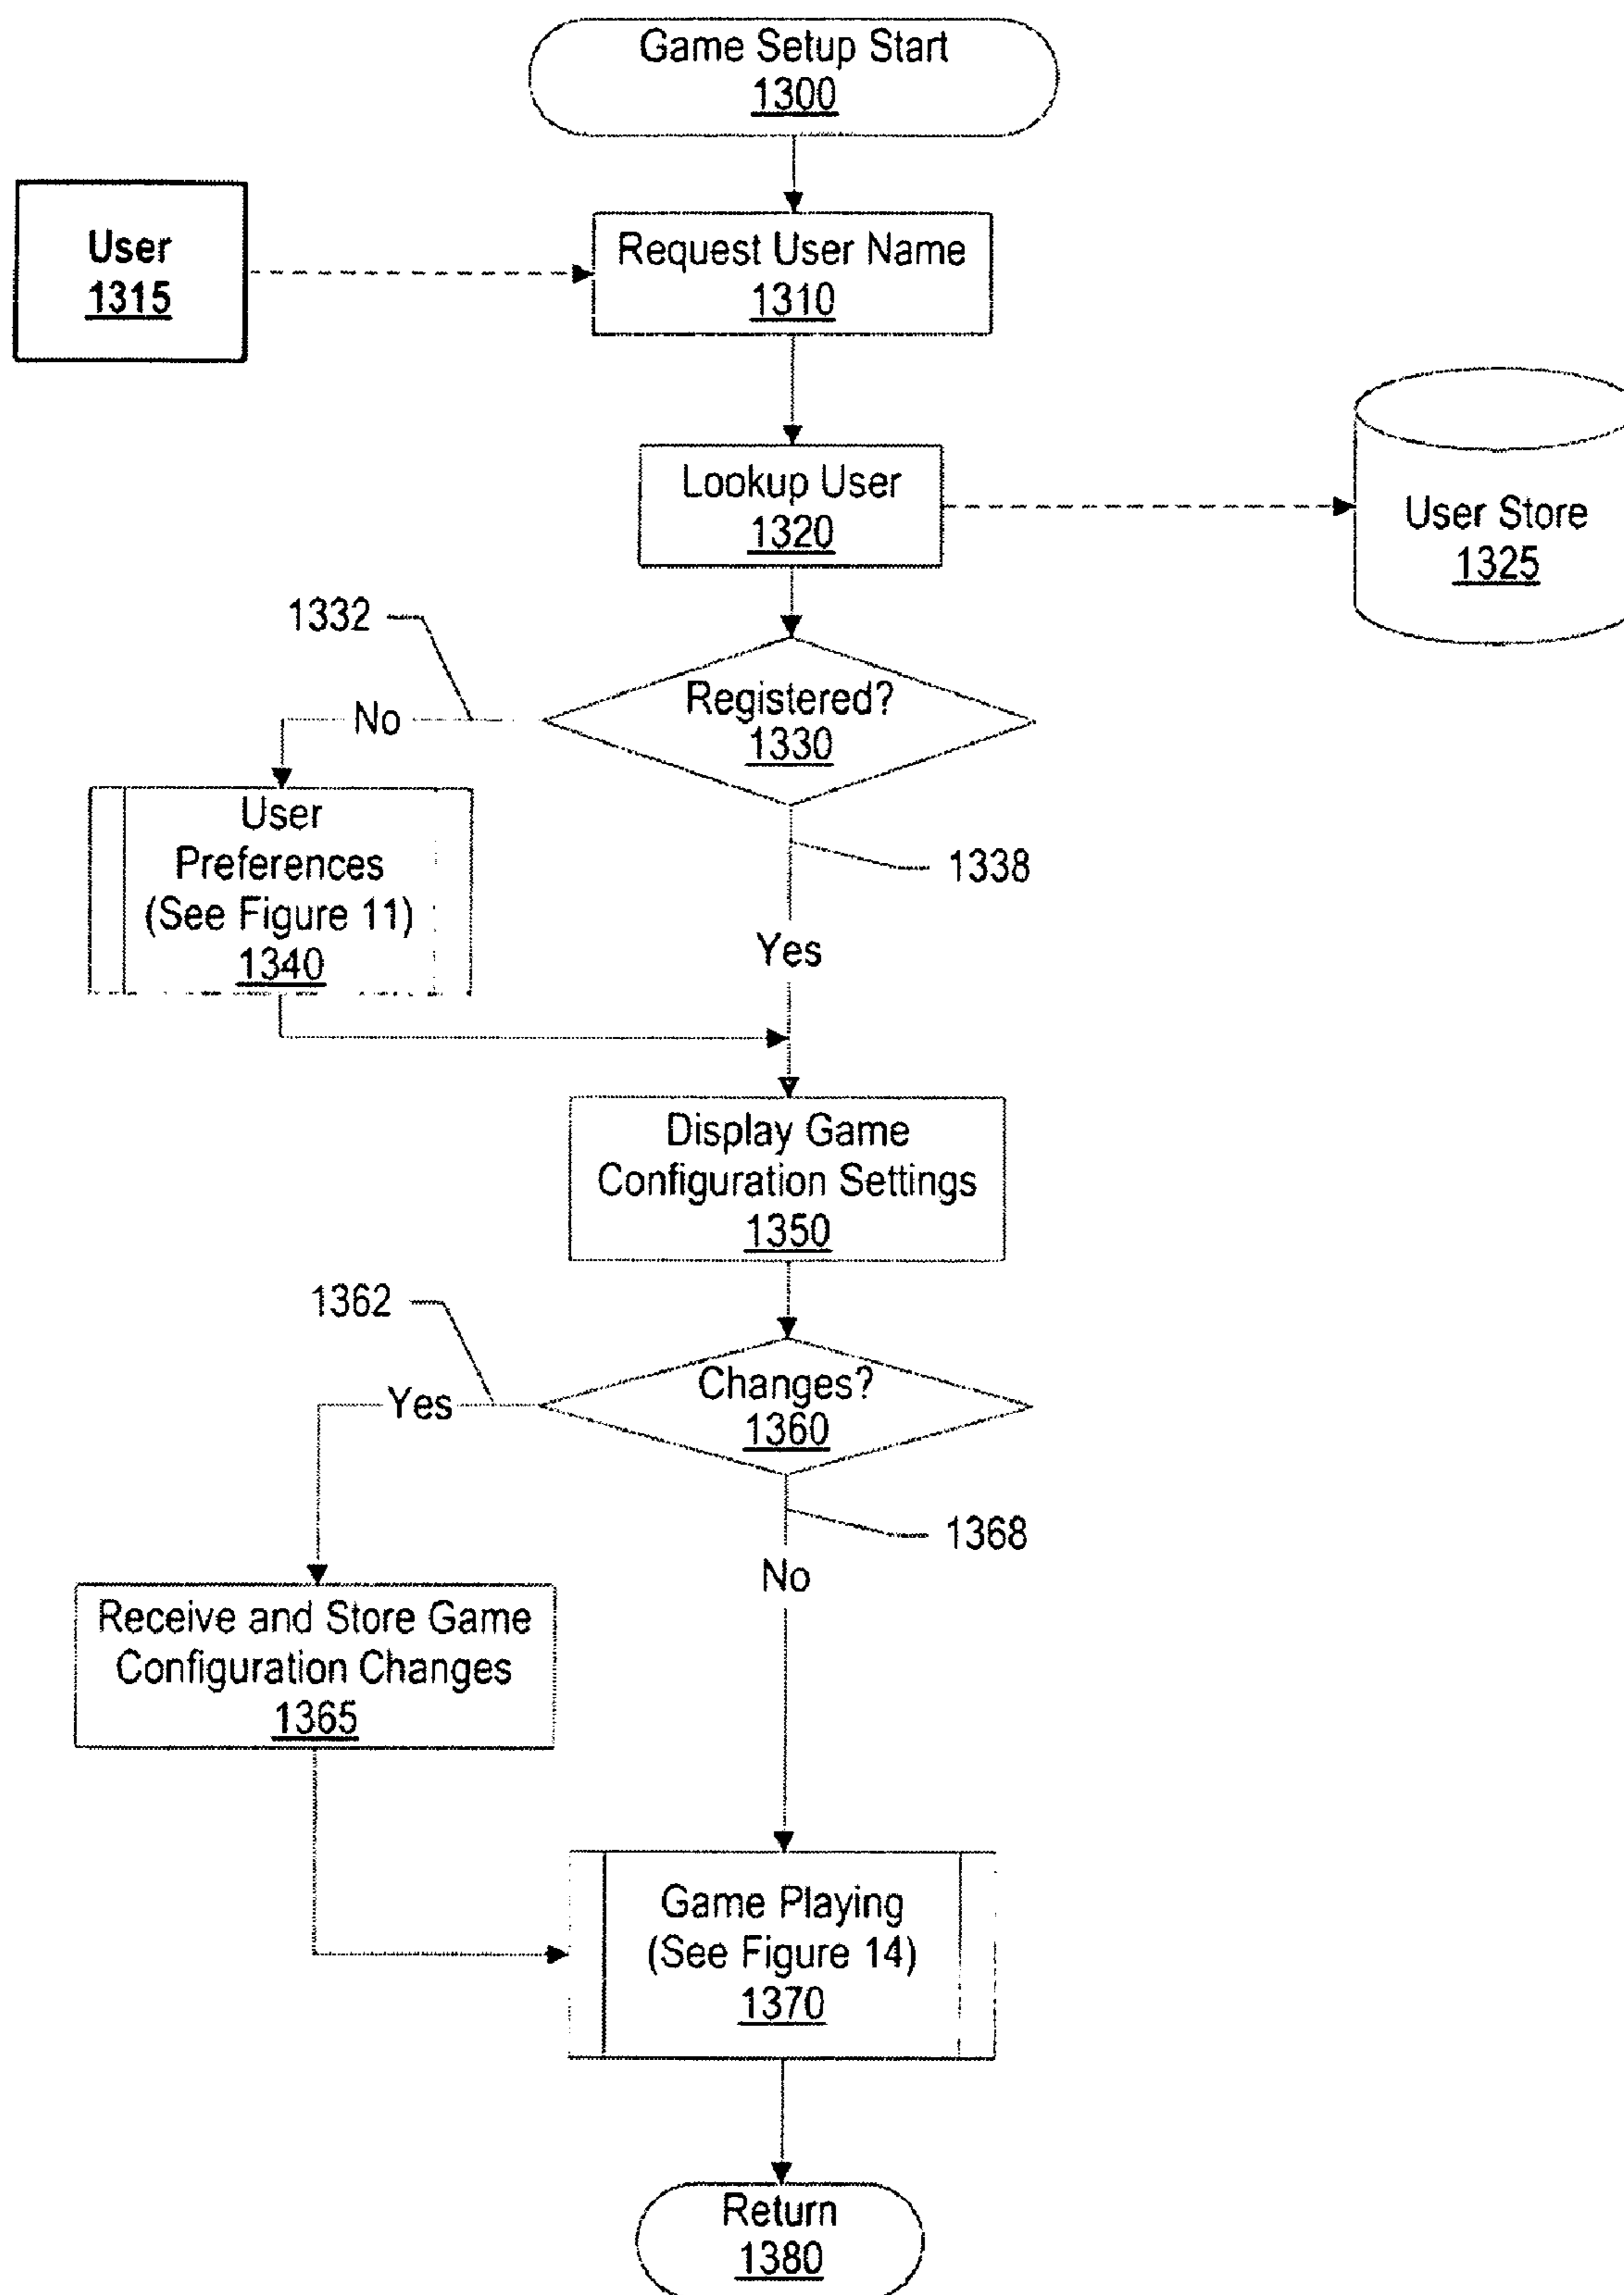 Game Setup Start
1300
User
1315
Request User Name
1310
Lookup User
1320
User Store
1325
1332
Registered?
1330
No
1338
User
Preferences
(See Figure 11)
1340
Yes
Display Game
Configuration Settings
1350
1362
Changes?
1360
Yes
1368
No
Receive and Store Game
Configuration Changes
1365
Game Playing
(See Figure 14)
1370
Return
1380